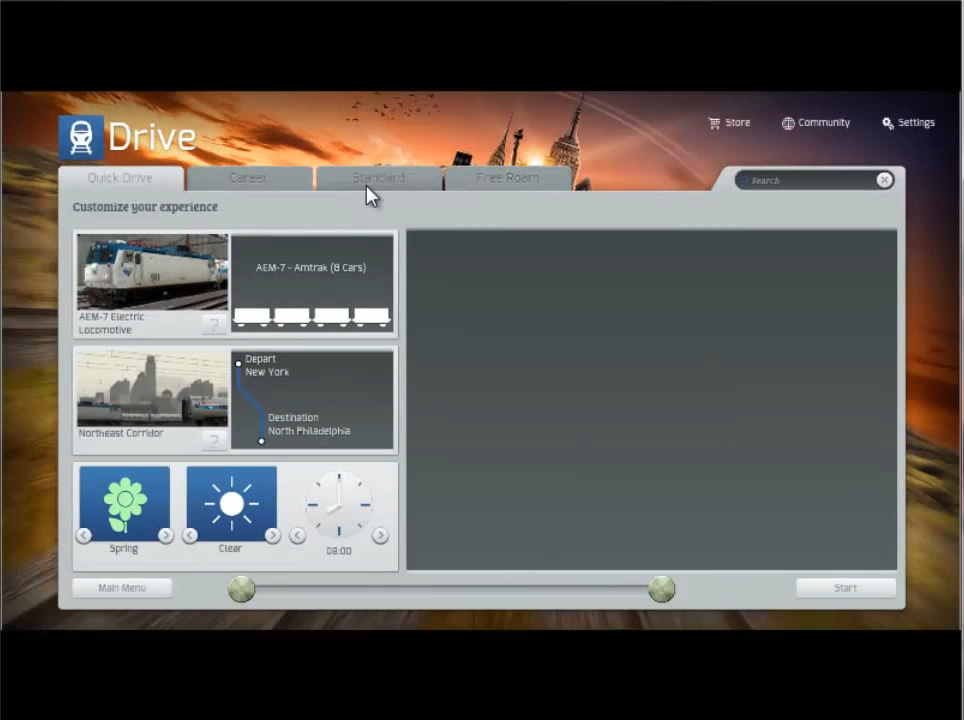 Drive
Store
Community
Settings
Quick Drive
Career
Standard
Free Roam
Search
Customize your experience
AEM-7 Electric
Locomotive
?
AEM-7 - Amtrak (8 Cars)
Northeast Corridor
?
Depart
New York
Destination
North Philadelphia
Spring
Clear
08:00
Main Menu
Start